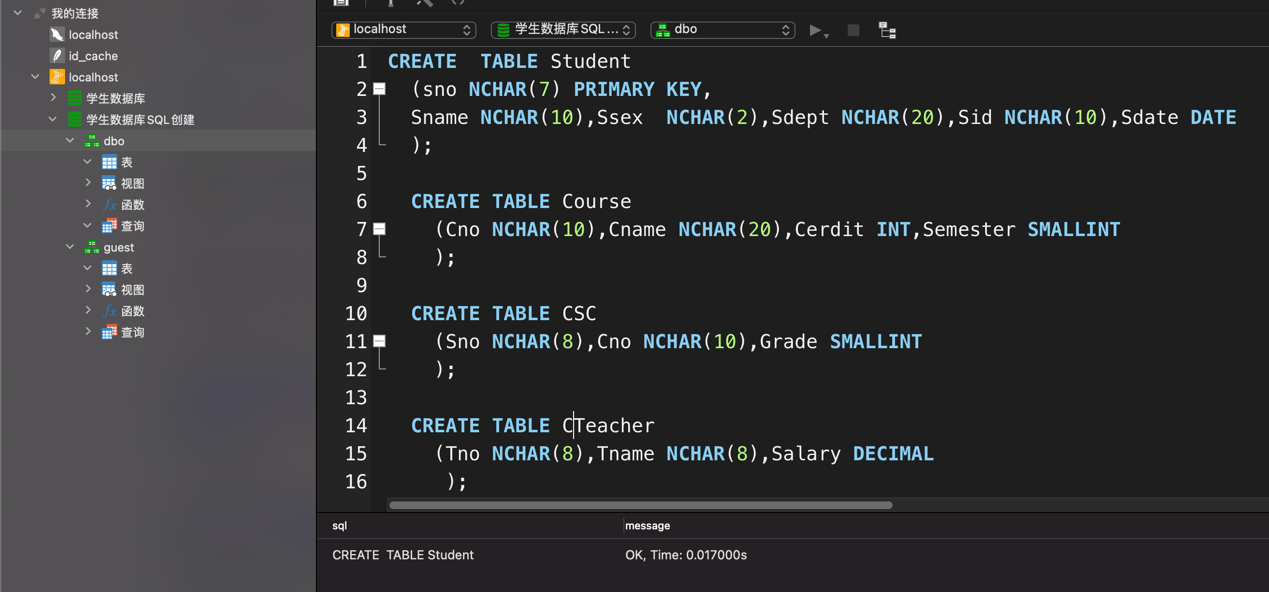 我的连接
localhost
id_cache
localhost
学生数据库
学生数据库SQL创建
dbo
表
视图
fx 函数
查询
guest
表
视图
fx 函数
查询
localhost 学生数据库SQL... dbo
1 CREATE  TABLE Student
2 (sno NCHAR(7) PRIMARY KEY,
3 Sname NCHAR(10),Ssex  NCHAR(2),Sdept NCHAR(20),Sid NCHAR(10),Sdate DATE
4 );
5
6 CREATE TABLE Course
7 (Cno NCHAR(10),Cname NCHAR(20),Cerdit INT,Semester SMALLINT
8 );
9
10 CREATE TABLE CSC
11 (Sno NCHAR(8),Cno NCHAR(10),Grade SMALLINT
12 );
13
14 CREATE TABLE CTeacher
15 (Tno NCHAR(8),Tname NCHAR(8),Salary DECIMAL
16 );
sql message
CREATE  TABLE Student OK, Time: 0.017000s